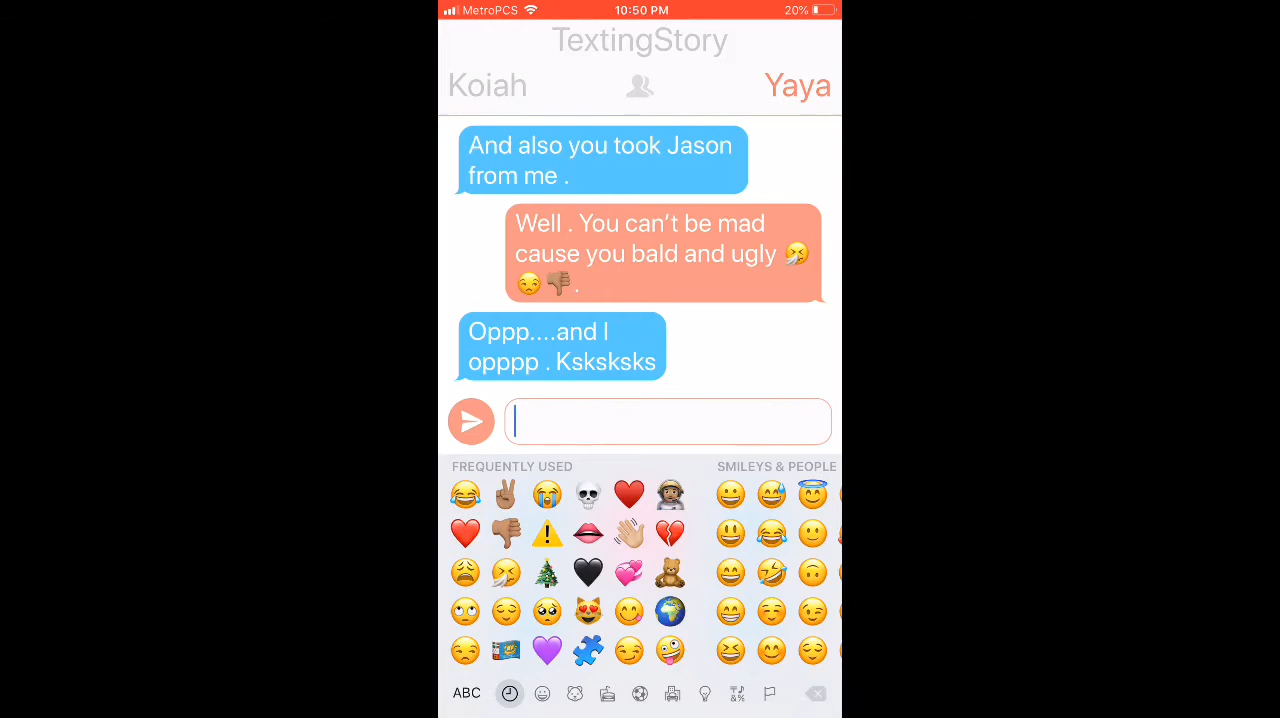 MetroPCS 10:50 PM 20%
TextingStory
Koiah Yaya
And also you took Jason
from me .
Well . You can’t be mad
cause you bald and ugly 🤧
😒👎🏽 .
Oppp....and I
opppp . Ksksksks
FREQUENTLY USED SMILEYS & PEOPLE
ABC